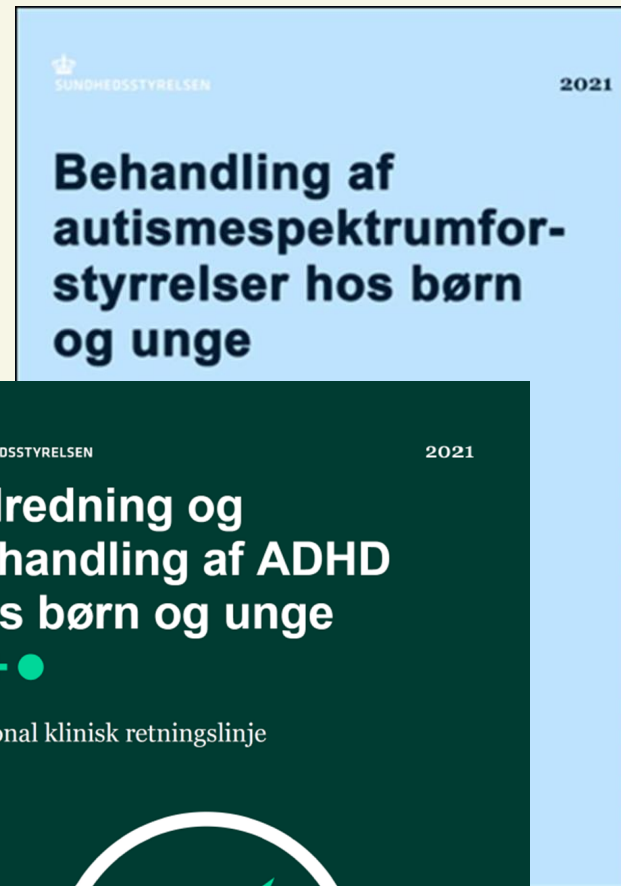 SUNDHEDSSTYRELSEN
2021
Behandling af
autismespektrumfor-
styrrelser hos børn
og unge
DSSTYRELSEN
2021
redning og
handling af ADHD
s børn og unge
onal klinisk retningslinje